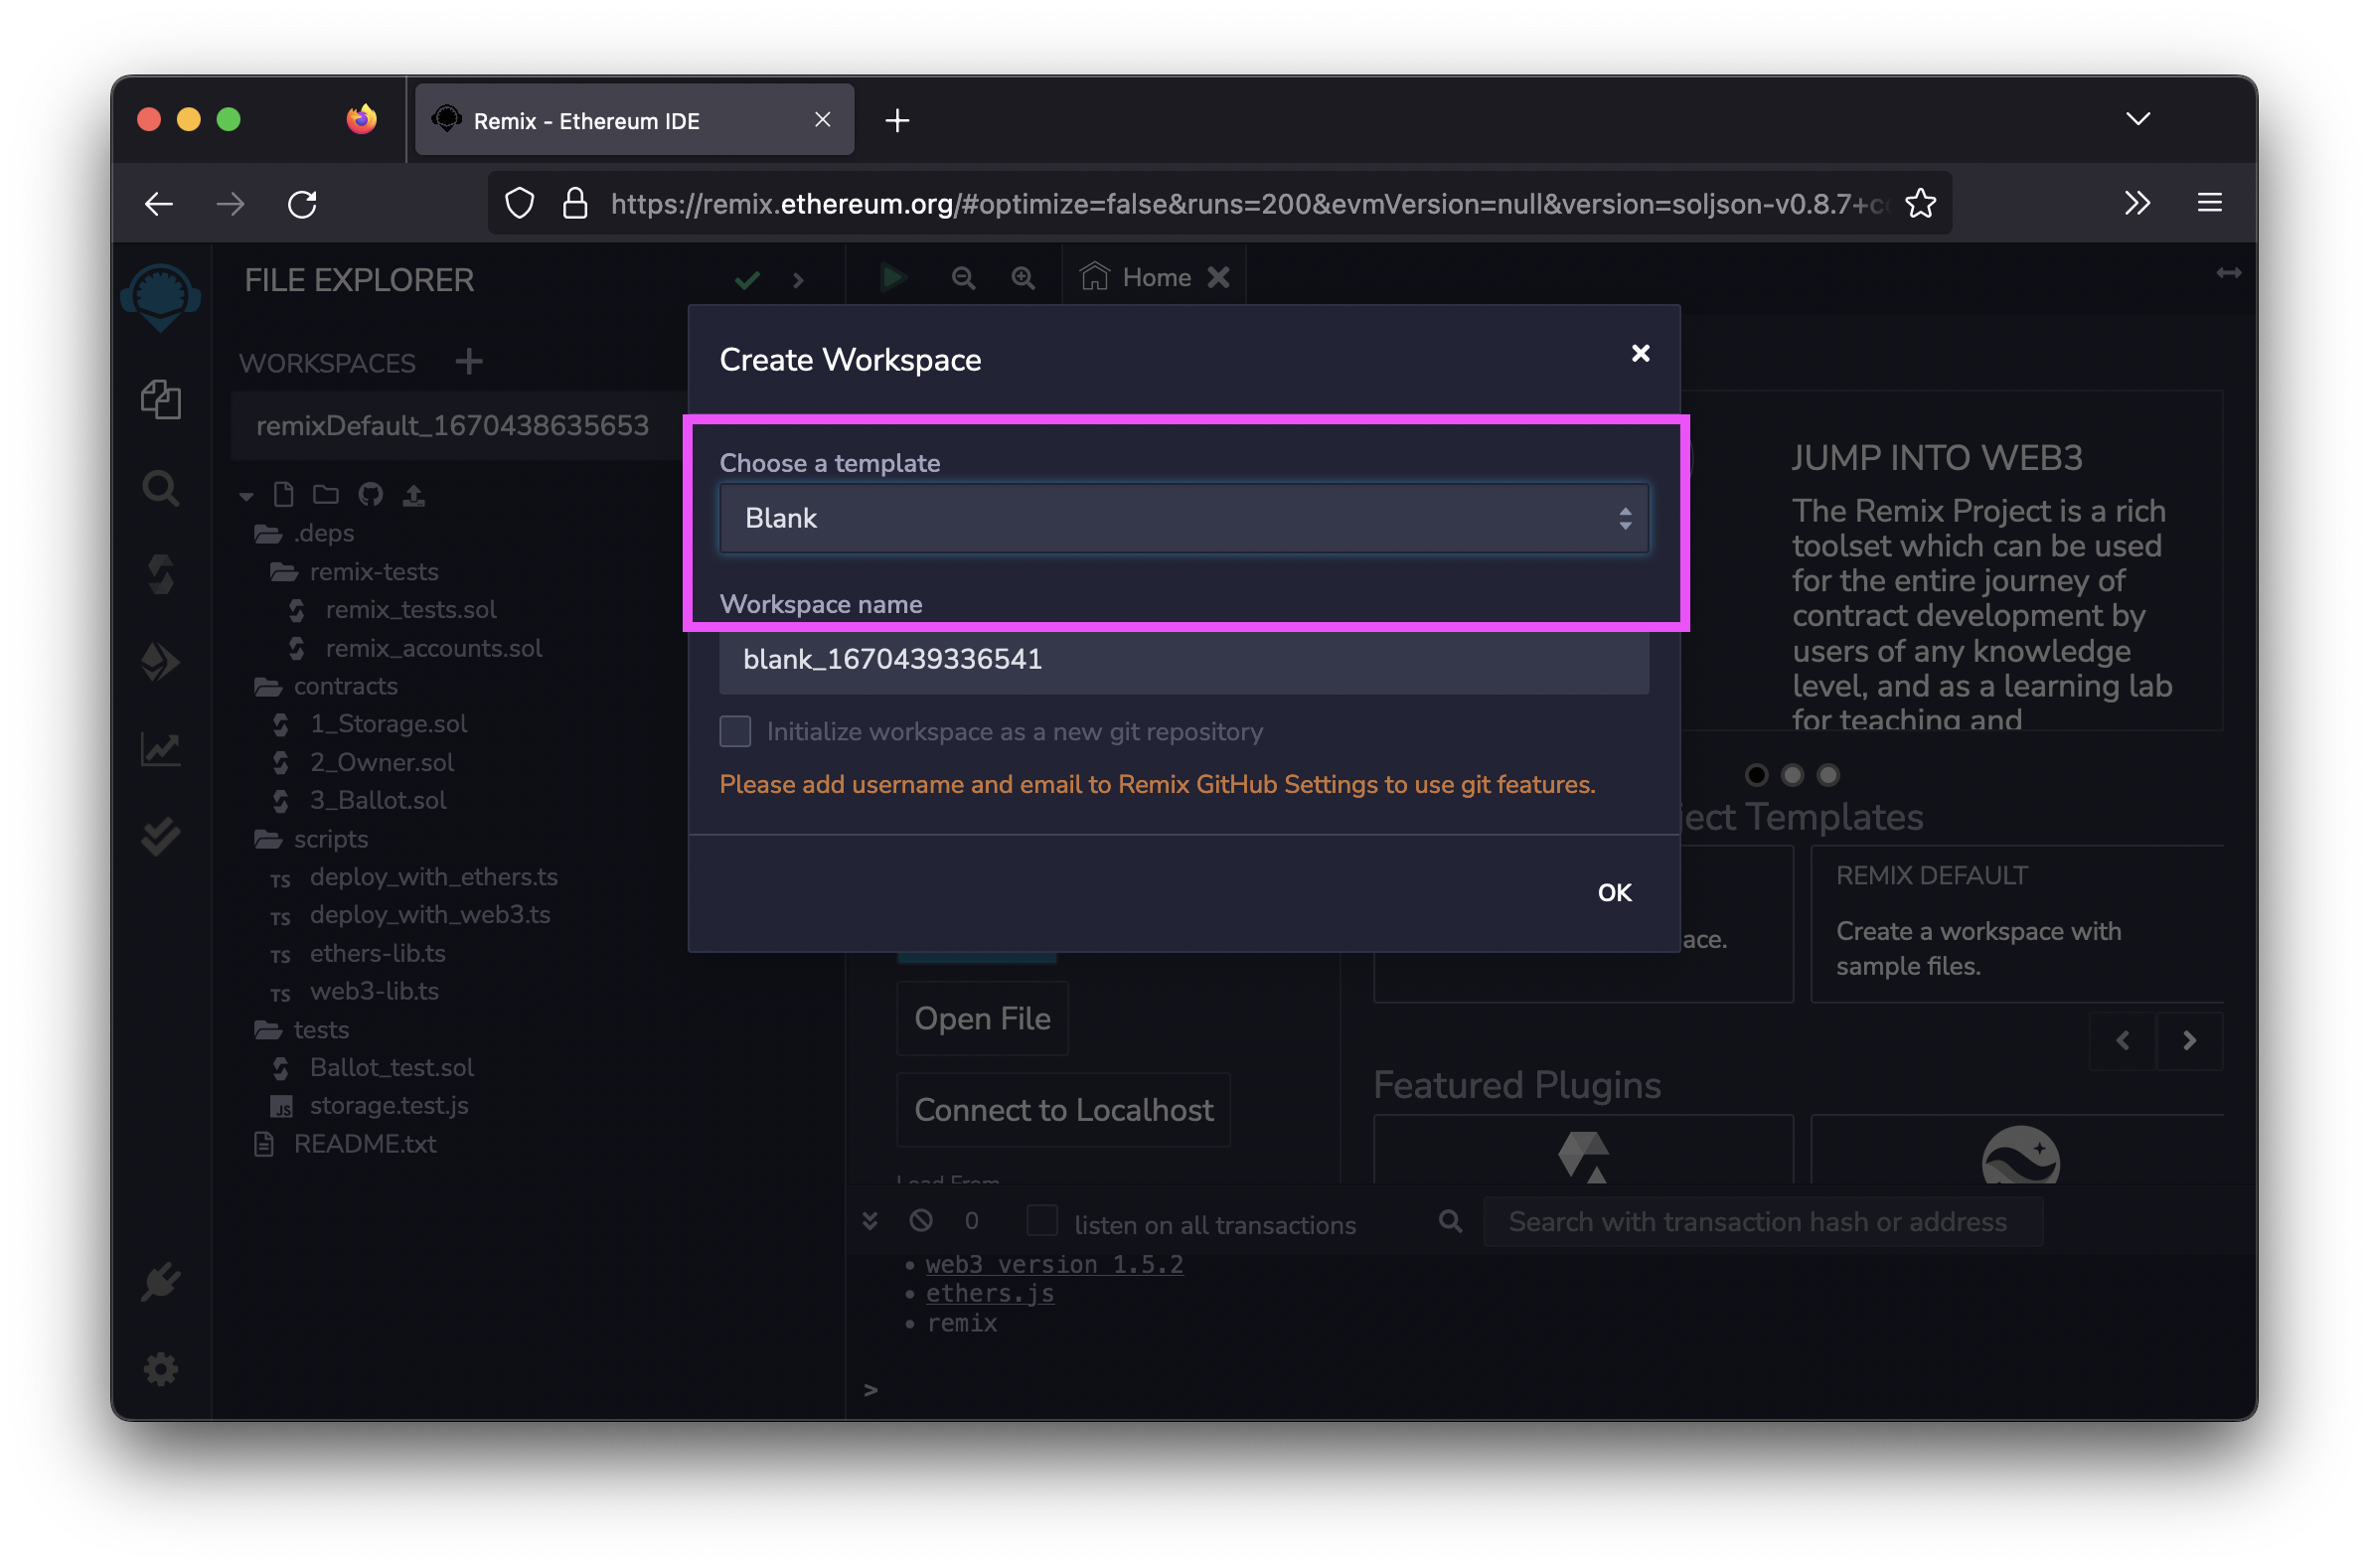 Remix - Ethereum IDE
https://remix.ethereum.org/#optimize=false&runs=200&evmVersion=null&version=soljson-v0.8.7+c
FILE EXPLORER
Home
WORKSPACES
remixDefault_1670438635653
.deps
remix-tests
remix_tests.sol
remix_accounts.sol
contracts
1_Storage.sol
2_Owner.sol
3_Ballot.sol
scripts
TS deploy_with_ethers.ts
TS deploy_with_web3.ts
TS ethers-lib.ts
TS web3-lib.ts
tests
Ballot_test.sol
JS storage.test.js
README.txt
Create Workspace
Choose a template
Blank
Workspace name
blank_1670439336541
Initialize workspace as a new git repository
Please add username and email to Remix GitHub Settings to use git features.
OK
JUMP INTO WEB3
The Remix Project is a rich
toolset which can be used
for the entire journey of
contract development by
users of any knowledge
level, and as a learning lab
for teaching and
ject Templates
ace.
REMIX DEFAULT
Create a workspace with
sample files.
Open File
Connect to Localhost
Load From
Featured Plugins
0
listen on all transactions
Search with transaction hash or address
• web3 version 1.5.2
• ethers.js
• remix
>